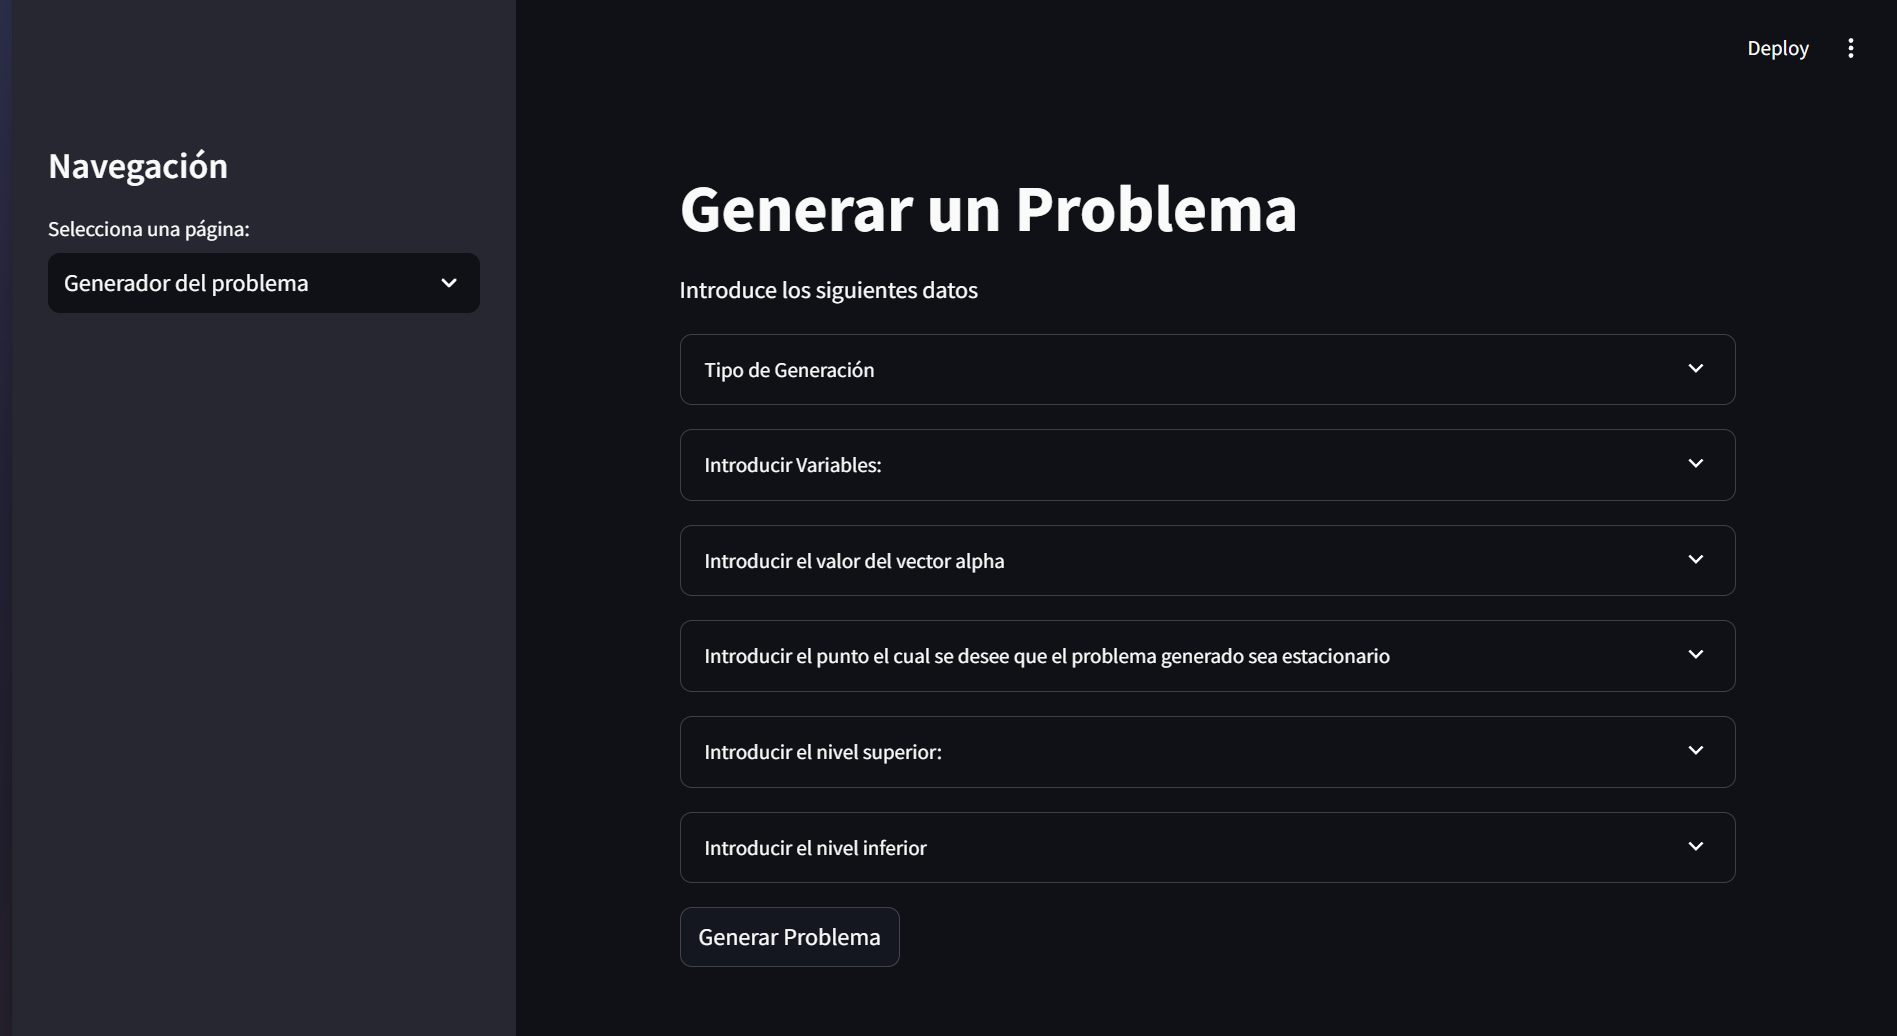 Deploy
Navegación
Selecciona una página:
Generador del problema
Generar un Problema
Introduce los siguientes datos
Tipo de Generación
Introducir Variables:
Introducir el valor del vector alpha
Introducir el punto el cual se desee que el problema generado sea estacionario
Introducir el nivel superior:
Introducir el nivel inferior
Generar Problema